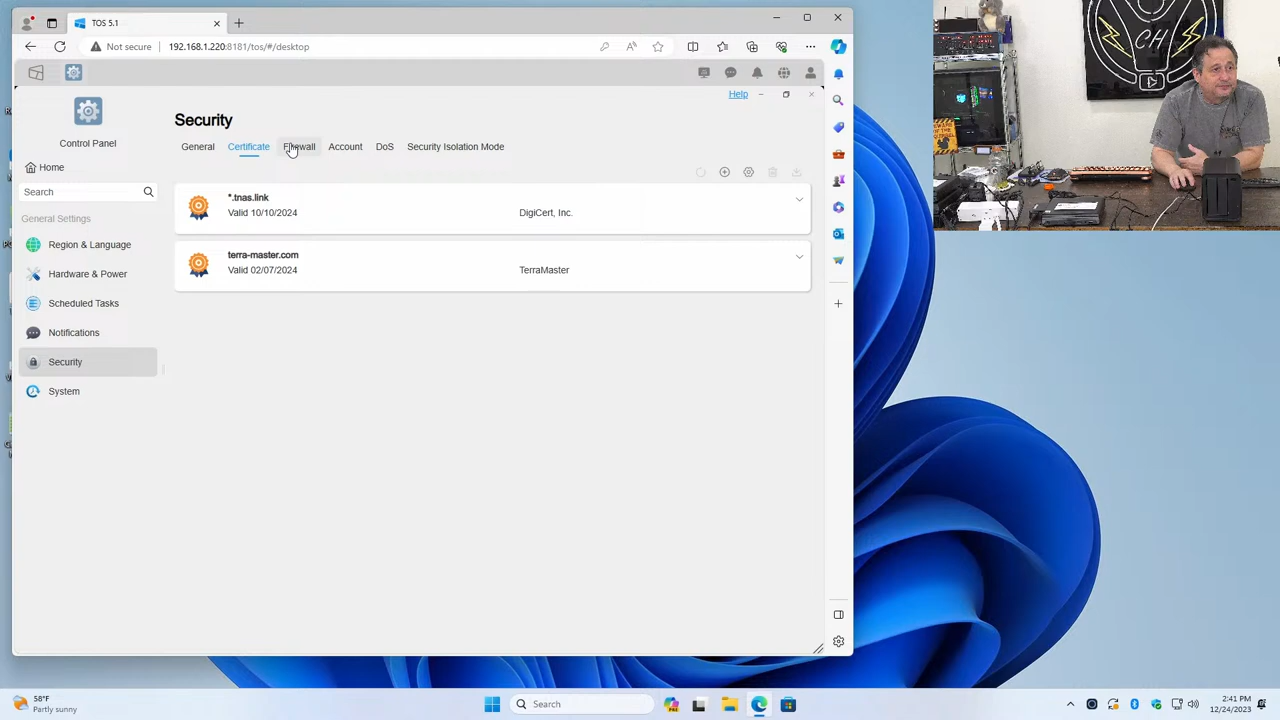 TOS 5.1
Not secure
192.168.1.220:8181/tos/#/desktop
Help
Control Panel
Home
Search
General Settings
Region & Language
Hardware & Power
Scheduled Tasks
Notifications
Security
System
Security
General
Certificate
Firewall
Account
DoS
Security Isolation Mode
*.tnas.link
Valid 10/10/2024
DigiCert, Inc.
terra-master.com
Valid 02/07/2024
TerraMaster
CH
BEWARE
58°F
Partly sunny
Search
2:41 PM
12/24/2023